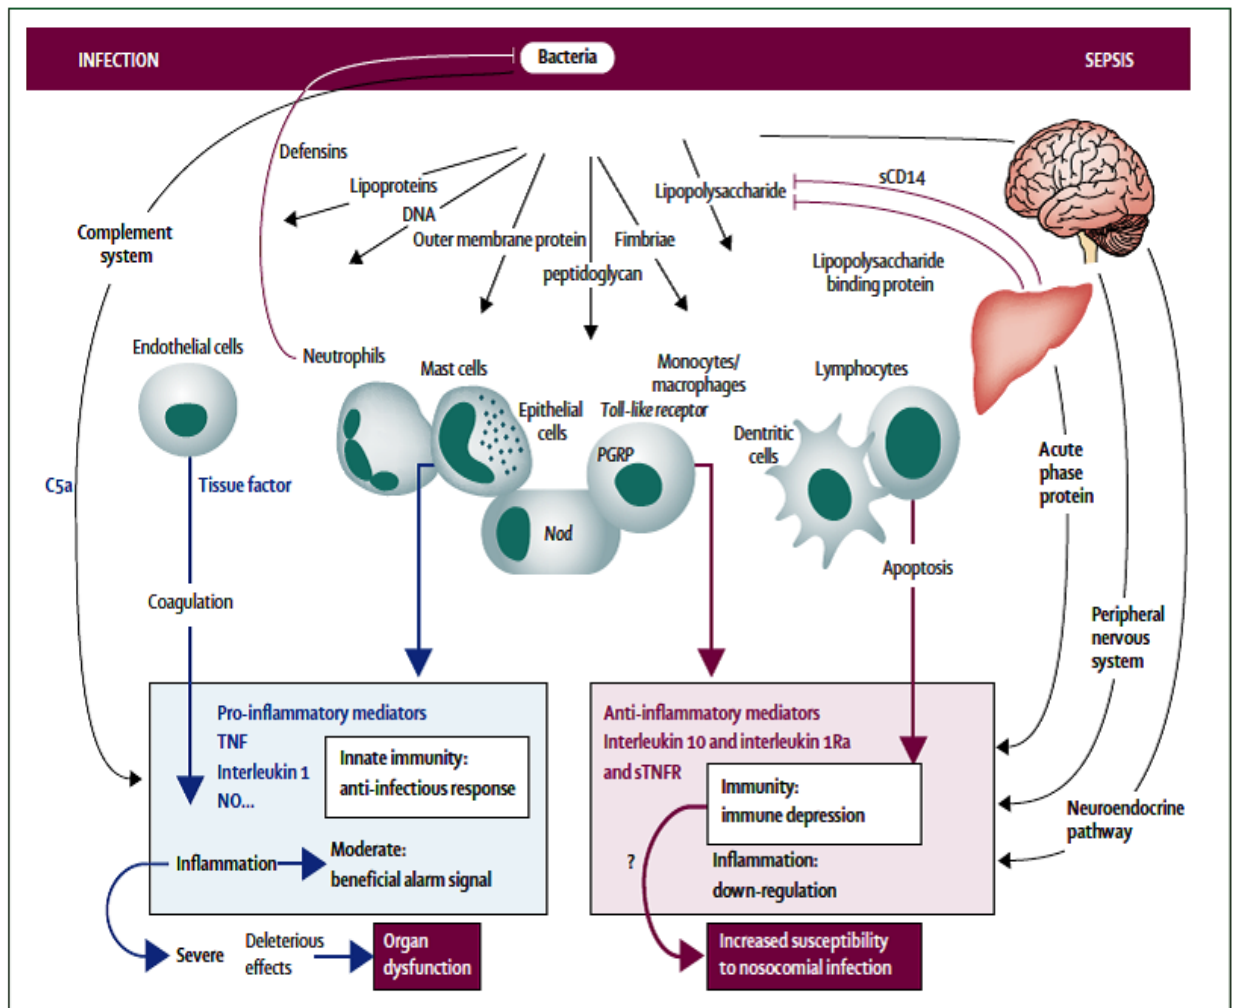 INFECTION
Bacteria
SEPSIS
Defensins
Lipoproteins
DNA
Outer membrane protein
peptidoglycan
Fimbriae
Lipopolysaccharide
sCD14
Lipopolysaccharide
binding protein
Complement
system
Endothelial cells
Neutrophils
Mast cells
Epithelial
cells
Monocytes/
macrophages
Toll-like receptor
PGRP
Nod
Dentritic
cells
Lymphocytes
Acute
phase
protein
C5a
Tissue factor
Coagulation
Apoptosis
Peripheral
nervous
system
Neuroendocrine
pathway
Pro-inflammatory mediators
TNF
Interleukin 1
NO...
Innate immunity:
anti-infectious response
Inflammation
Moderate:
beneficial alarm signal
Severe
Deleterious
effects
Organ
dysfunction
Anti-inflammatory mediators
Interleukin 10 and interleukin 1Ra
and sTNFR
Immunity:
immune depression
?
Inflammation:
down-regulation
Increased susceptibility
to nosocomial infection